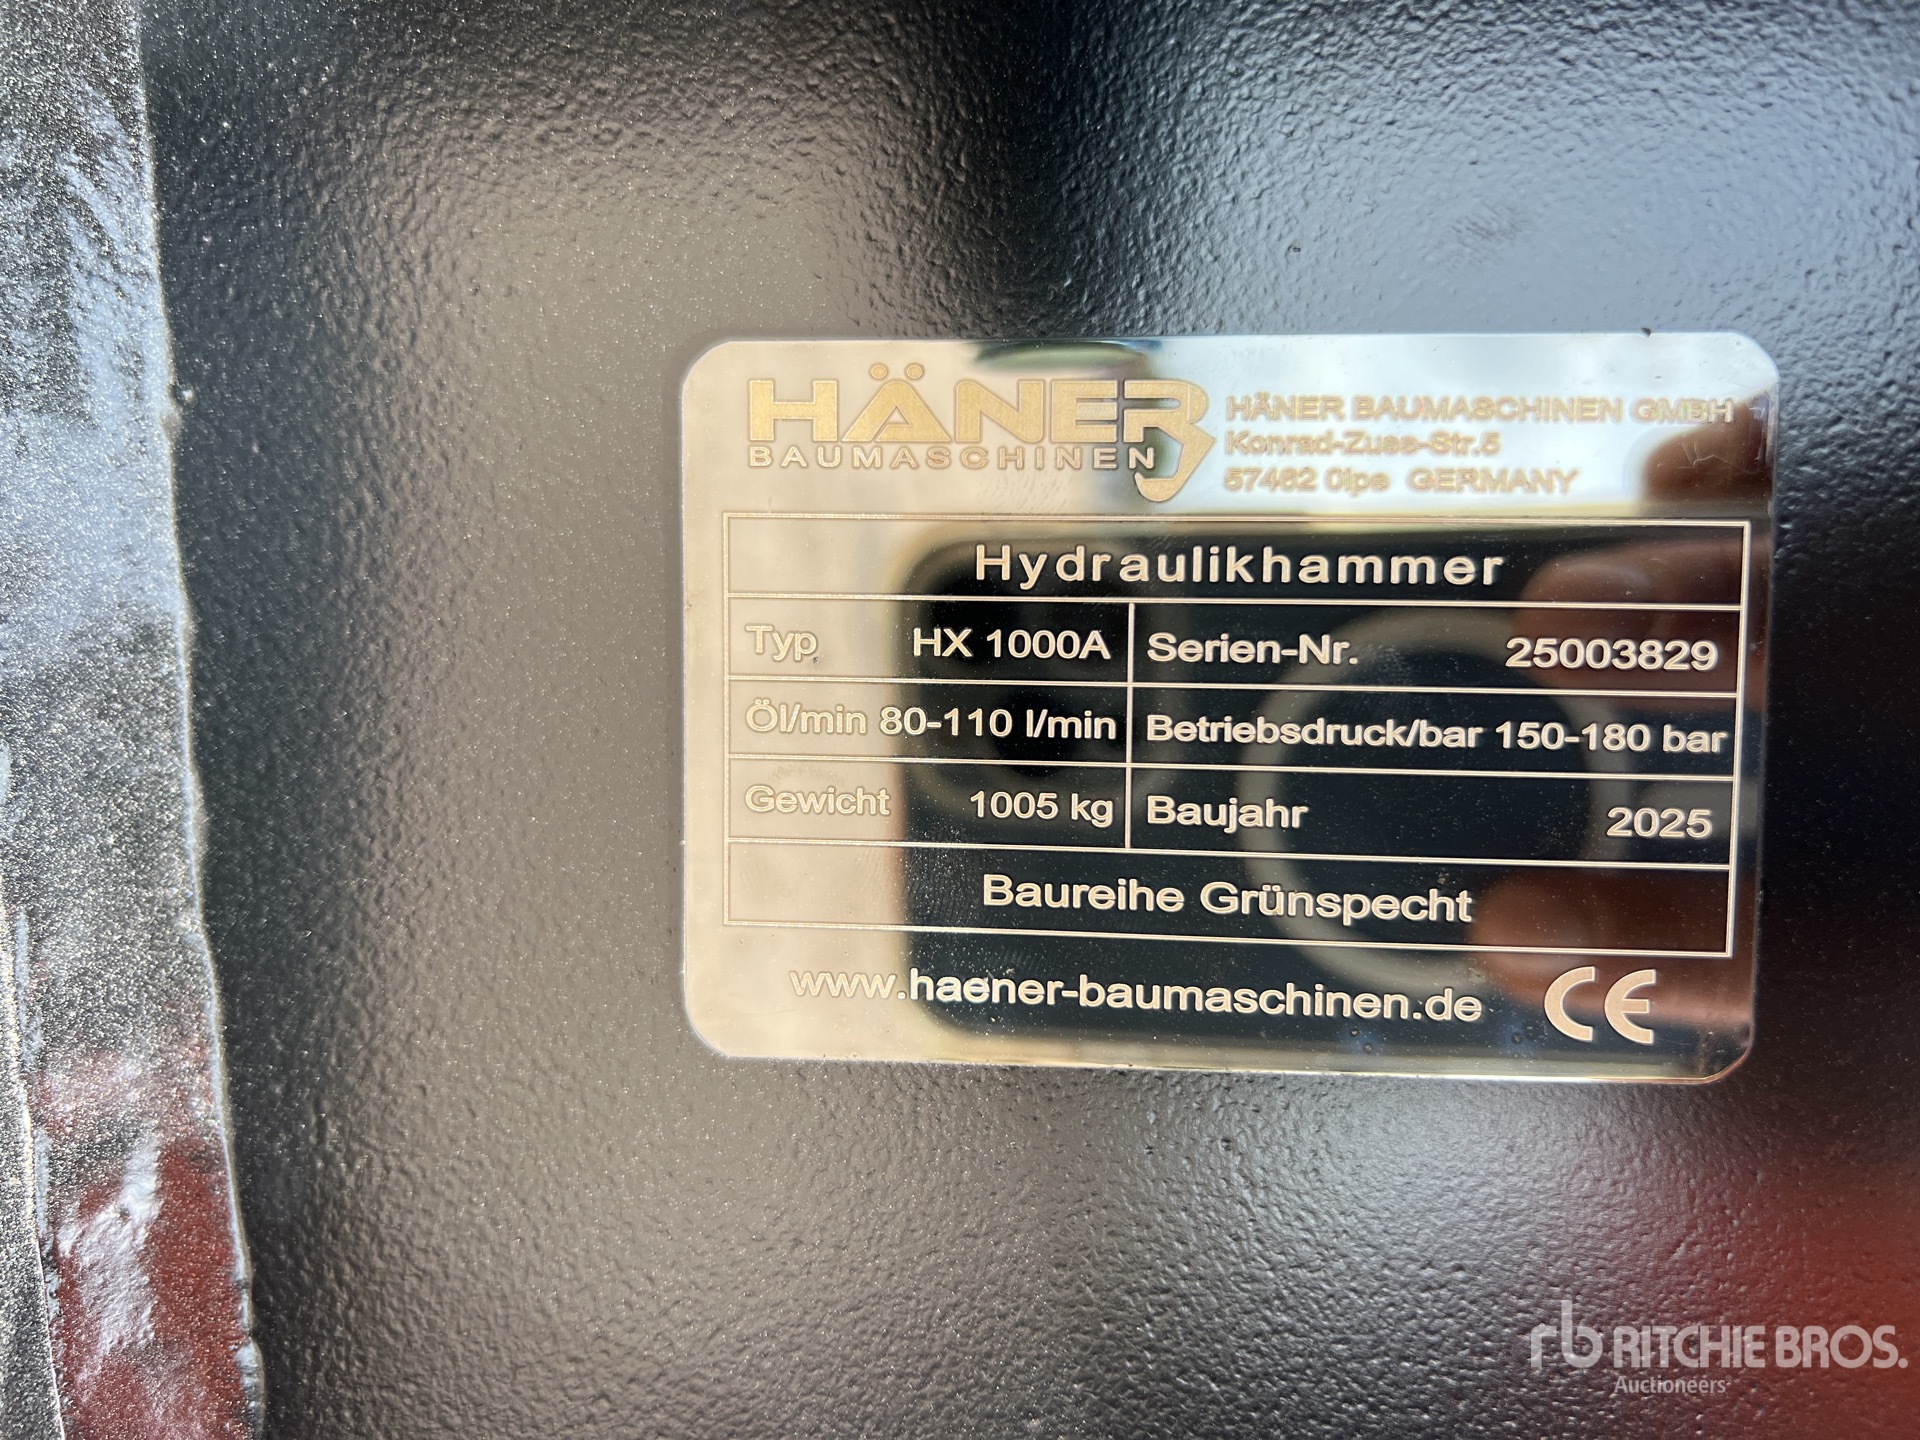 HÄNER
BAUMASCHINEN
HÄNER BAUMASCHINEN GMBH
Konrad-Zuse-Str.5
57462 Olpe GERMANY
Hydraulikhammer
Typ HX 1000A Serien-Nr. 25003829
Öl/min 80-110 l/min Betriebsdruck/bar 150-180 bar
Gewicht 1005 kg Baujahr 2025
Baureihe Grünspecht
www.haener-baumaschinen.de CE
rb RITCHIE BROS.
Auctioneers